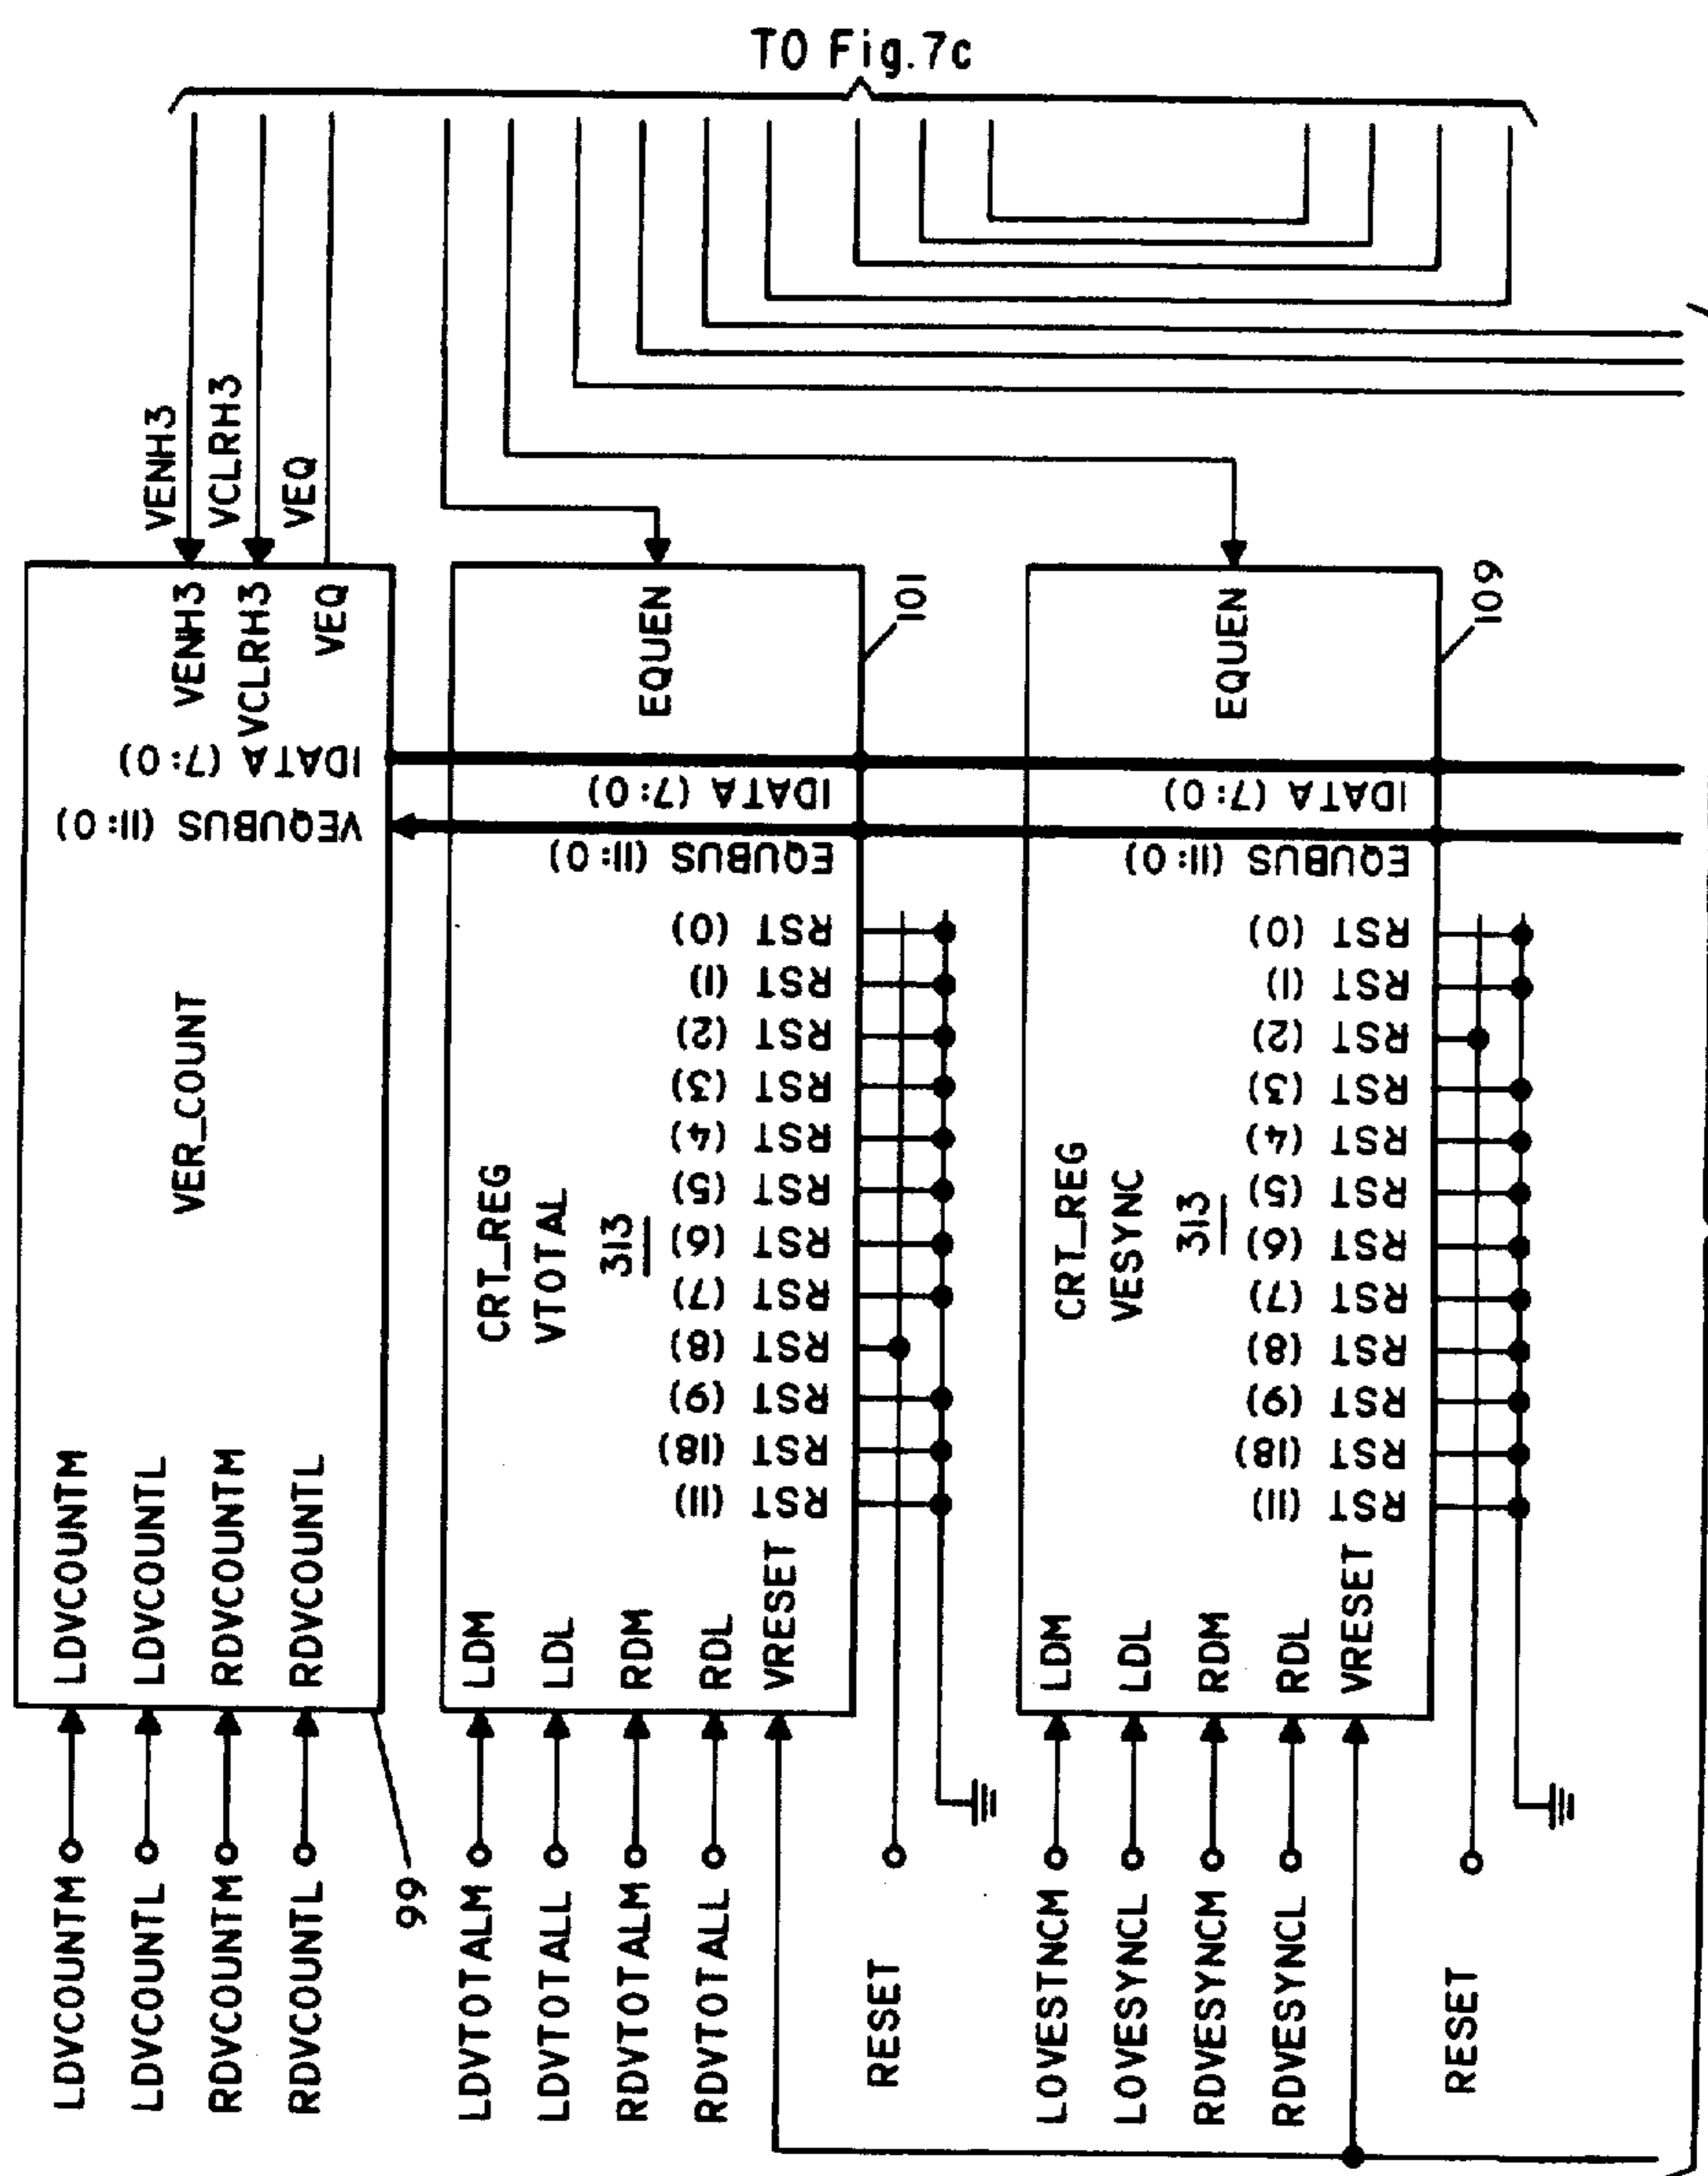 TO Fig.7c
VENH3
VCLRH3
VEQ
VENH3
VCLRH3
VEQ
IDATA (7:0)
VEQUBUS (11:0)
VER_COUNT
LDVCOUNTM
LDVCOUNTL
RDVCOUNTM
RDVCOUNTL
LDVCOUNTM
LDVCOUNTL
RDVCOUNTM
RDVCOUNTL
99
EQUEN
101
IDATA (7:0)
EQUBUS (11:0)
RST (0)
RST (1)
RST (2)
RST (3)
RST (4)
RST (5)
RST (6)
RST (7)
RST (8)
RST (9)
RST (18)
RST (11)
CRT_REG
VTOTAL
313
LDM
LDL
RDM
RDL
VRESET
LDVTOTALM
LDVTOTALL
RDVTOTALM
RDVTOTALL
RESET
EQUEN
109
IDATA (7:0)
EQUBUS (11:0)
RST (0)
RST (1)
RST (2)
RST (3)
RST (4)
RST (5)
RST (6)
RST (7)
RST (8)
RST (9)
RST (18)
RST (11)
CRT_REG
VESYNC
313
LDM
LDL
RDM
RDL
VRESET
LOVESTNCM
LOVESYNCL
RDVESYNCM
RDVESYNCL
RESET